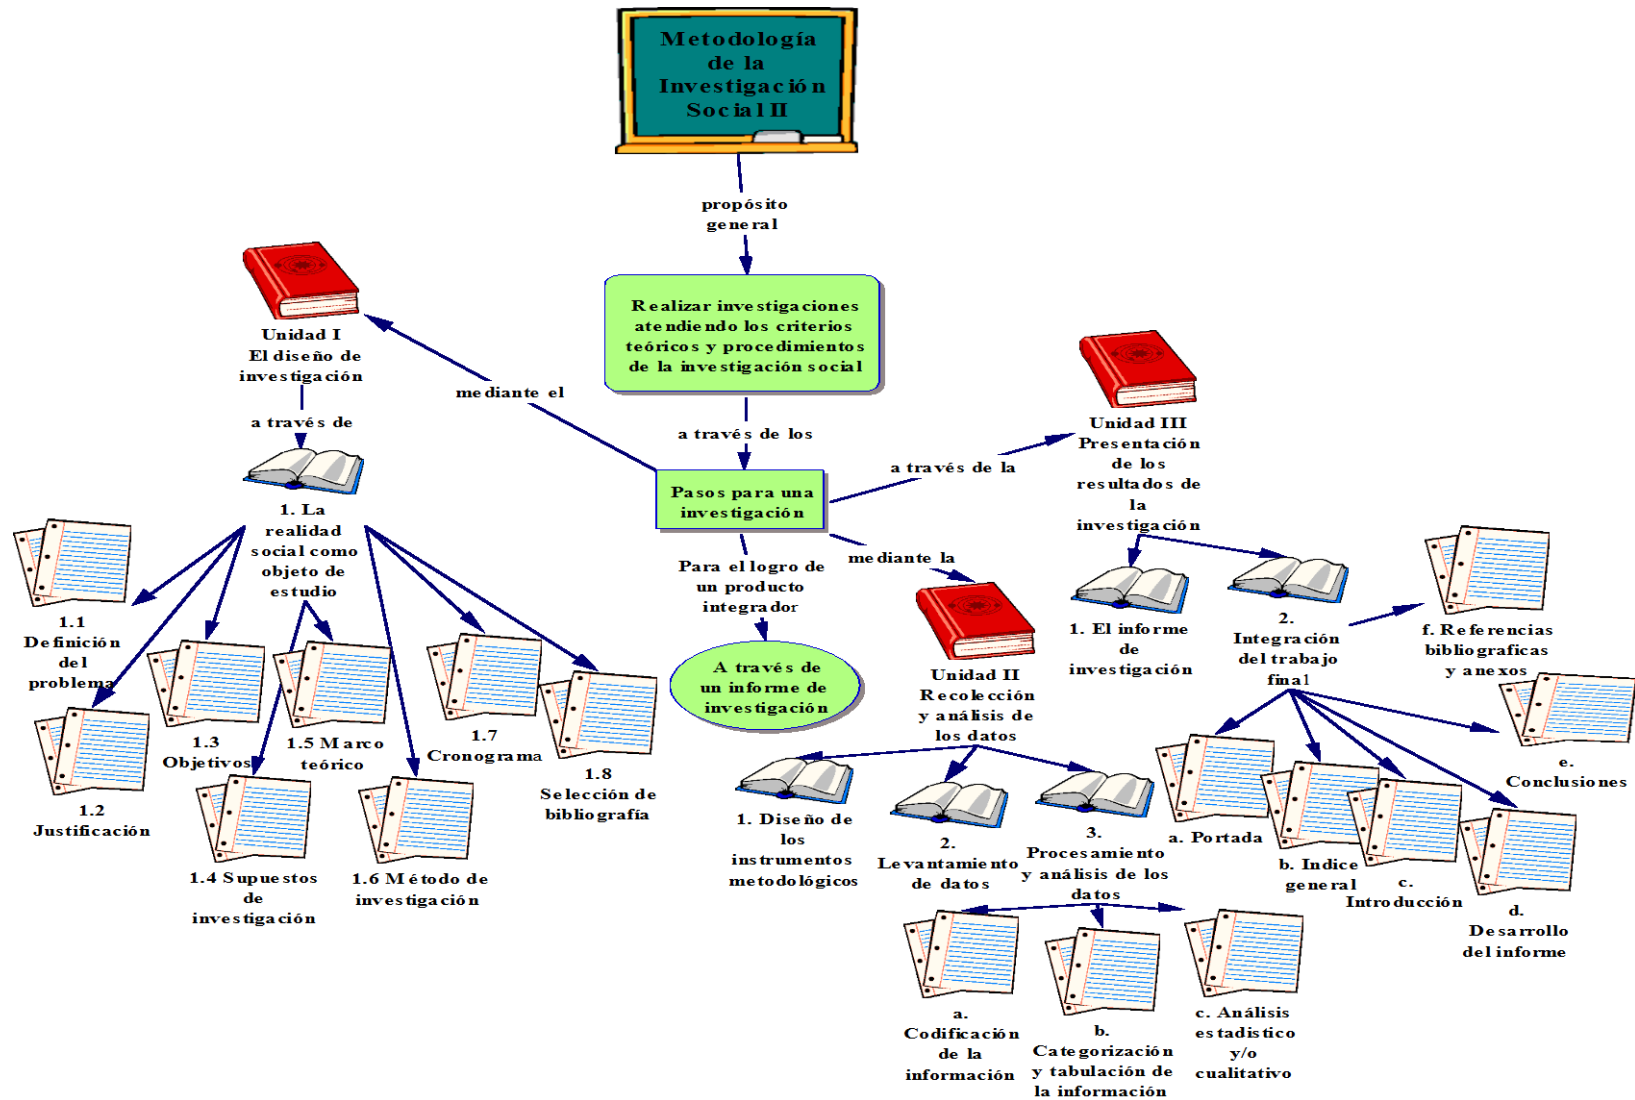 Metodología
de la
Investigación
Social II
propósito
general
Realizar investigaciones
atendiendo los criterios
teóricos y procedimientos
de la investigación social
a través de los
Pasos para una
investigación
mediante el
Unidad I
El diseño de
investigación
a través de
1. La
realidad
social como
objeto de
estudio
1.1
Definición
del
problema
1.2
Justificación
1.3
Objetivos
1.4 Supuestos
de
investigación
1.5 Marco
teórico
1.6 Método de
investigación
1.7
Cronograma
1.8
Selección de
bibliografía
Para el logro de
un producto
integrador
A través de
un informe de
investigación
mediante la
Unidad II
Recolección
y análisis de
los datos
1. Diseño de
los
instrumentos
metodológicos
2.
Levantamiento
de datos
3.
Procesamiento
y análisis de los
datos
a.
Codificación
de la
información
b.
Categorización
y tabulación de
la información
c. Análisis
estadistico
y/o
cualitativo
a través de la
Unidad III
Presentación
de los
resultados de
la
investigación
1. El informe
de
investigación
2.
Integración
del trabajo
final
a. Portada
b. Indice
general
c.
Introducción
d.
Desarrollo
del informe
e.
Conclusiones
f. Referencias
bibliograficas
y anexos